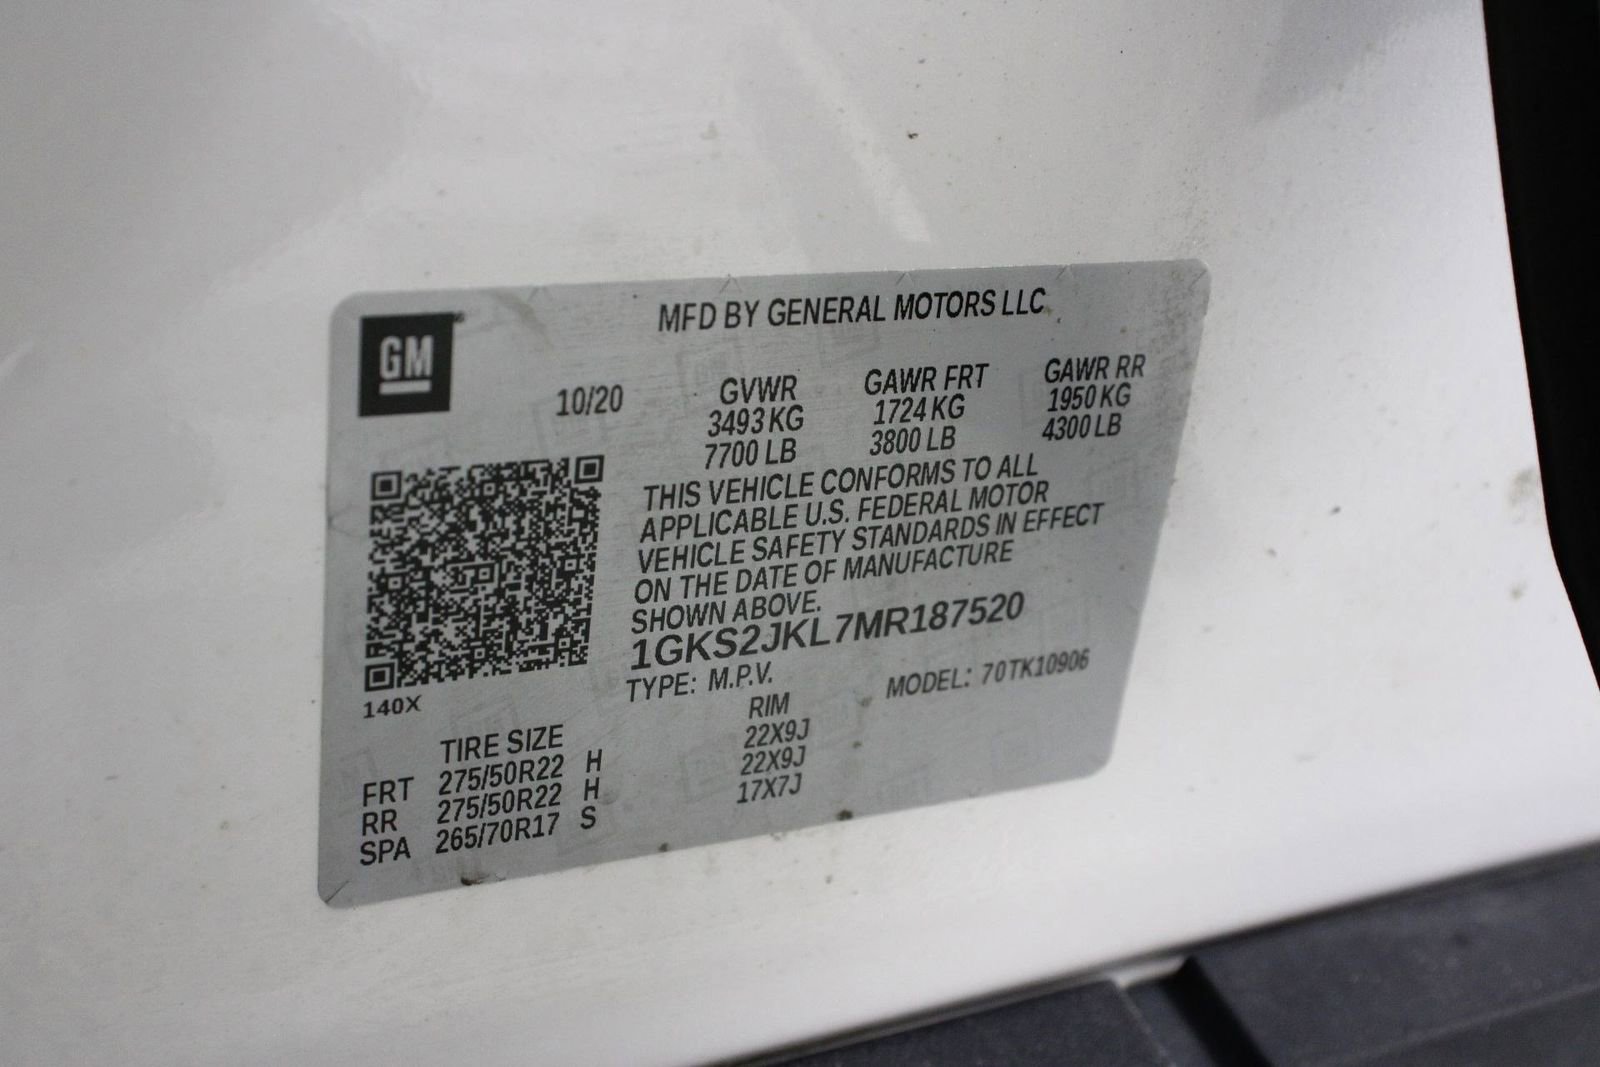 GM
MFD BY GENERAL MOTORS LLC
10/20 GVWR GAWR FRT GAWR RR
3493 KG 1724 KG 1950 KG
7700 LB 3800 LB 4300 LB
THIS VEHICLE CONFORMS TO ALL
APPLICABLE U.S. FEDERAL MOTOR
VEHICLE SAFETY STANDARDS IN EFFECT
ON THE DATE OF MANUFACTURE
SHOWN ABOVE.
1GKS2JKL7MR187520
TYPE: M.P.V. MODEL: 70TK10906
140X
TIRE SIZE RIM
FRT 275/50R22 H 22X9J
RR 275/50R22 H 22X9J
SPA 265/70R17 S 17X7J